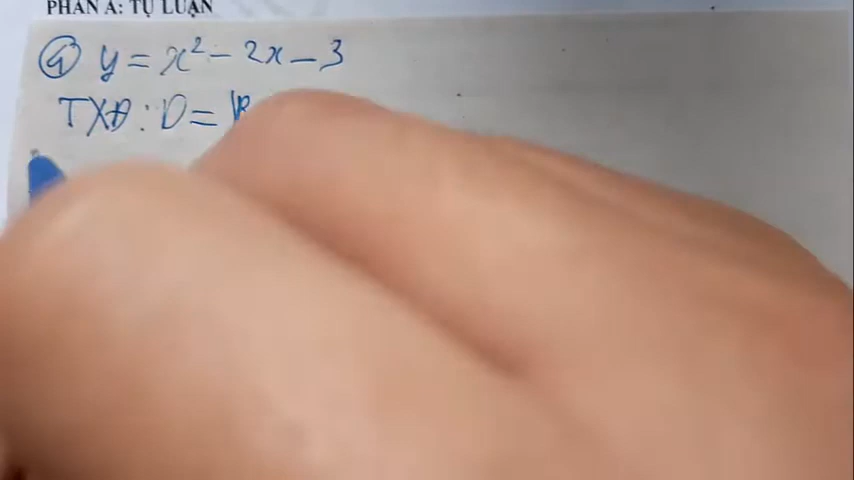 PHẦN A: TỰ LUẬN
④ y = x² - 2x - 3
TXĐ: D = R